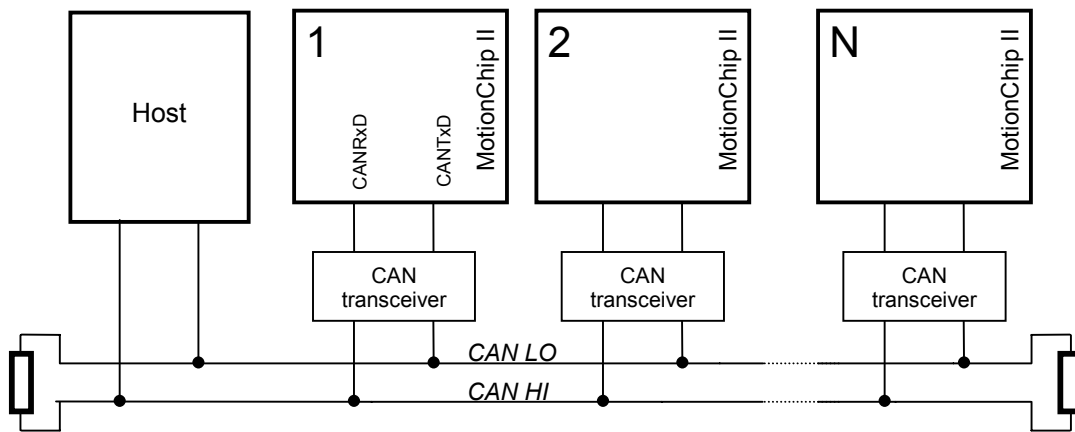 Host
1
CANRxD
CANTxD
MotionChip II
2
MotionChip II
N
MotionChip II
CAN
transceiver
CAN
transceiver
CAN
transceiver
CAN LO
CAN HI